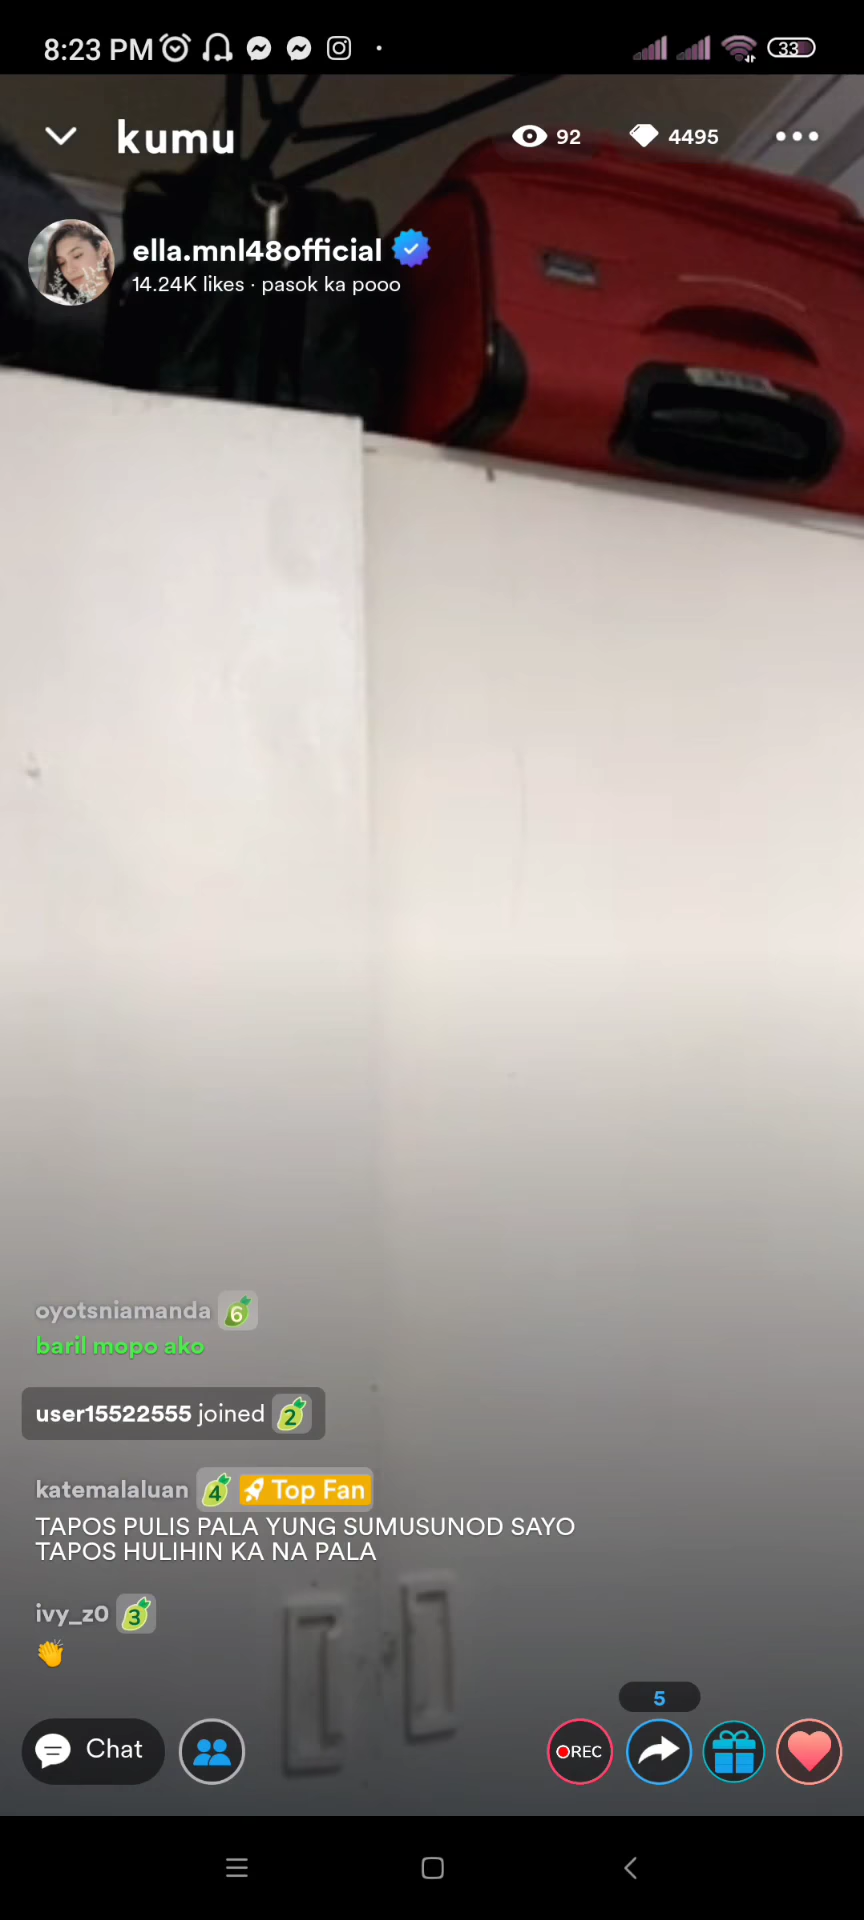 8:23 PM
33
kumu
92
4495
ella.mnl48official
14.24K likes · pasok ka pooo
oyotsniamanda 6
baril mopo ako
user15522555 joined 2
katemalaluan 4 Top Fan
TAPOS PULIS PALA YUNG SUMUSUNOD SAYO
TAPOS HULIHIN KA NA PALA
ivy_z0 3
👏
5
Chat
REC